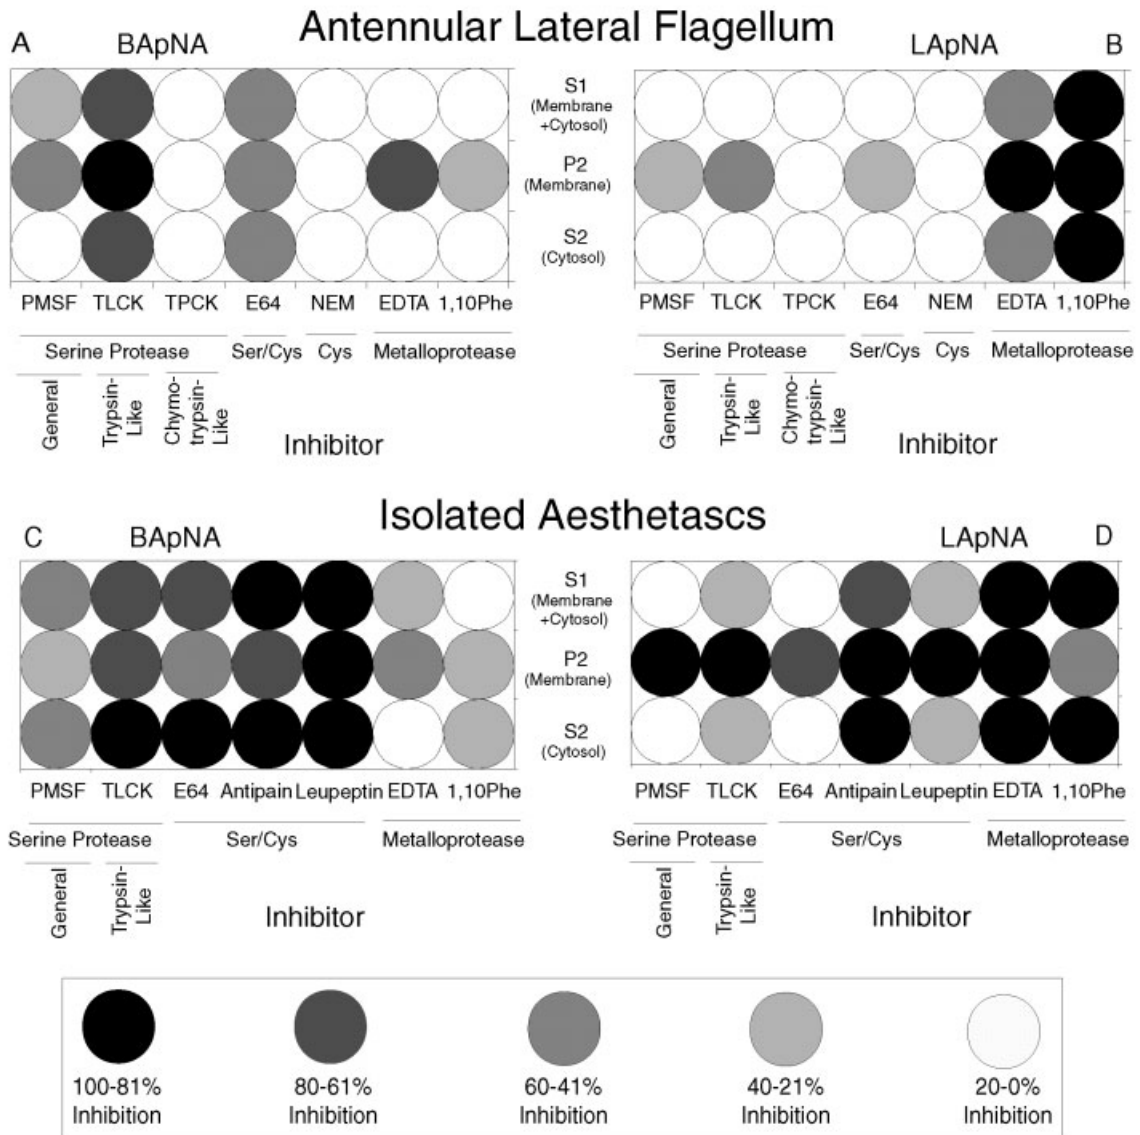 Antennular Lateral Flagellum
A
BApNA
LApNA
B
S1
(Membrane
+Cytosol)
P2
(Membrane)
S2
(Cytosol)
PMSF TLCK TPCK E64 NEM EDTA 1,10Phe
Serine Protease Ser/Cys Cys Metalloprotease
General
Trypsin-
Like
Chymo-
trypsin-
Like
Inhibitor
PMSF TLCK TPCK E64 NEM EDTA 1,10Phe
Serine Protease Ser/Cys Cys Metalloprotease
General
Trypsin-
Like
Chymo-
trypsin-
Like
Inhibitor
Isolated Aesthetascs
C
BApNA
LApNA
D
S1
(Membrane
+Cytosol)
P2
(Membrane)
S2
(Cytosol)
PMSF TLCK E64 Antipain Leupeptin EDTA 1,10Phe
Serine Protease Ser/Cys Metalloprotease
General
Trypsin-
Like
Inhibitor
PMSF TLCK E64 Antipain Leupeptin EDTA 1,10Phe
Serine Protease Ser/Cys Metalloprotease
General
Trypsin-
Like
Inhibitor
100-81%
Inhibition
80-61%
Inhibition
60-41%
Inhibition
40-21%
Inhibition
20-0%
Inhibition